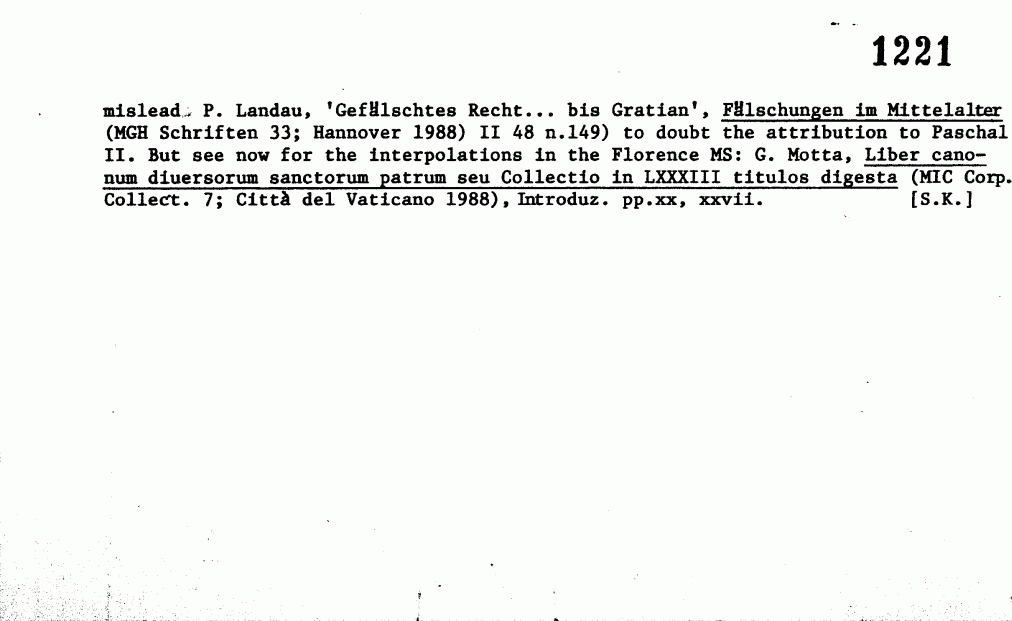 1221
mislead P. Landau, 'Gefälschtes Recht... bis Gratian', Fälschungen im Mittelalter
(MGH Schriften 33; Hannover 1988) II 48 n.149) to doubt the attribution to Paschal
II. But see now for the interpolations in the Florence MS: G. Motta, Liber cano-
num diuersorum sanctorum patrum seu Collectio in LXXXIII titulos digesta (MIC Corp.
Collect. 7; Città del Vaticano 1988), Introduz. pp.xx, xxvii. [S.K.]